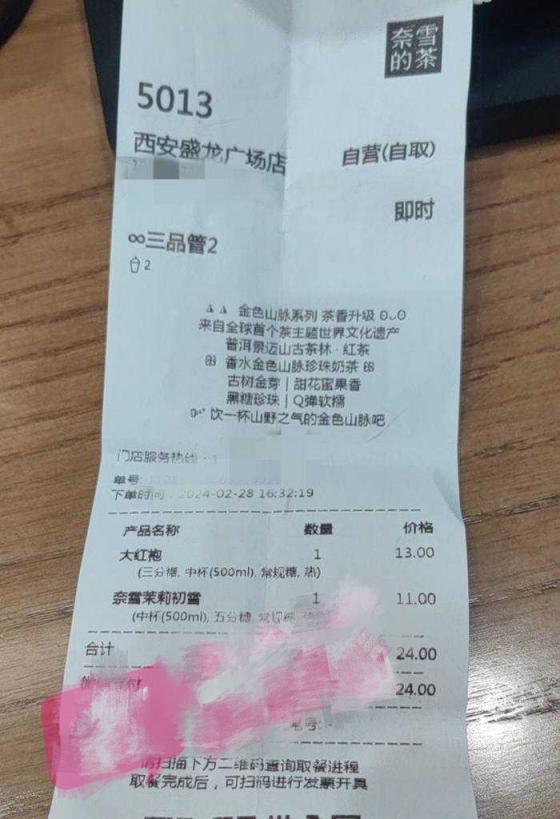 奈雪
的茶
5013
西安盛龙广场店
自营(自取)
即时
∞三品管2
2
金色山脉系列 茶香升级
来自全球首个茶主题世界文化遗产
普洱景迈山古茶林·红茶
香水金色山脉珍珠奶茶
古树金芽|甜花蜜果香
黑糖珍珠|Q弹软糯
饮一杯山野之气的金色山脉吧
门店服务热线:
单号
下单时间:2024-02-28 16:32:19
产品名称 数量 价格
大红袍 1 13.00
(三分糖, 中杯(500ml), 常规糖, 热)
奈雪茉莉初雪 1 11.00
(中杯(500ml), 五分糖,
合计 24.00
24.00
扫描下方二维码查询取餐进程
取餐完成后，可扫码进行发票开具